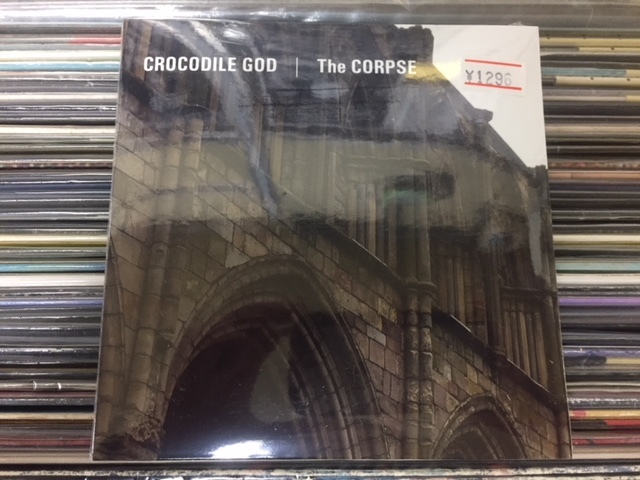 CROCODILE GOD | The CORPSE
¥1296